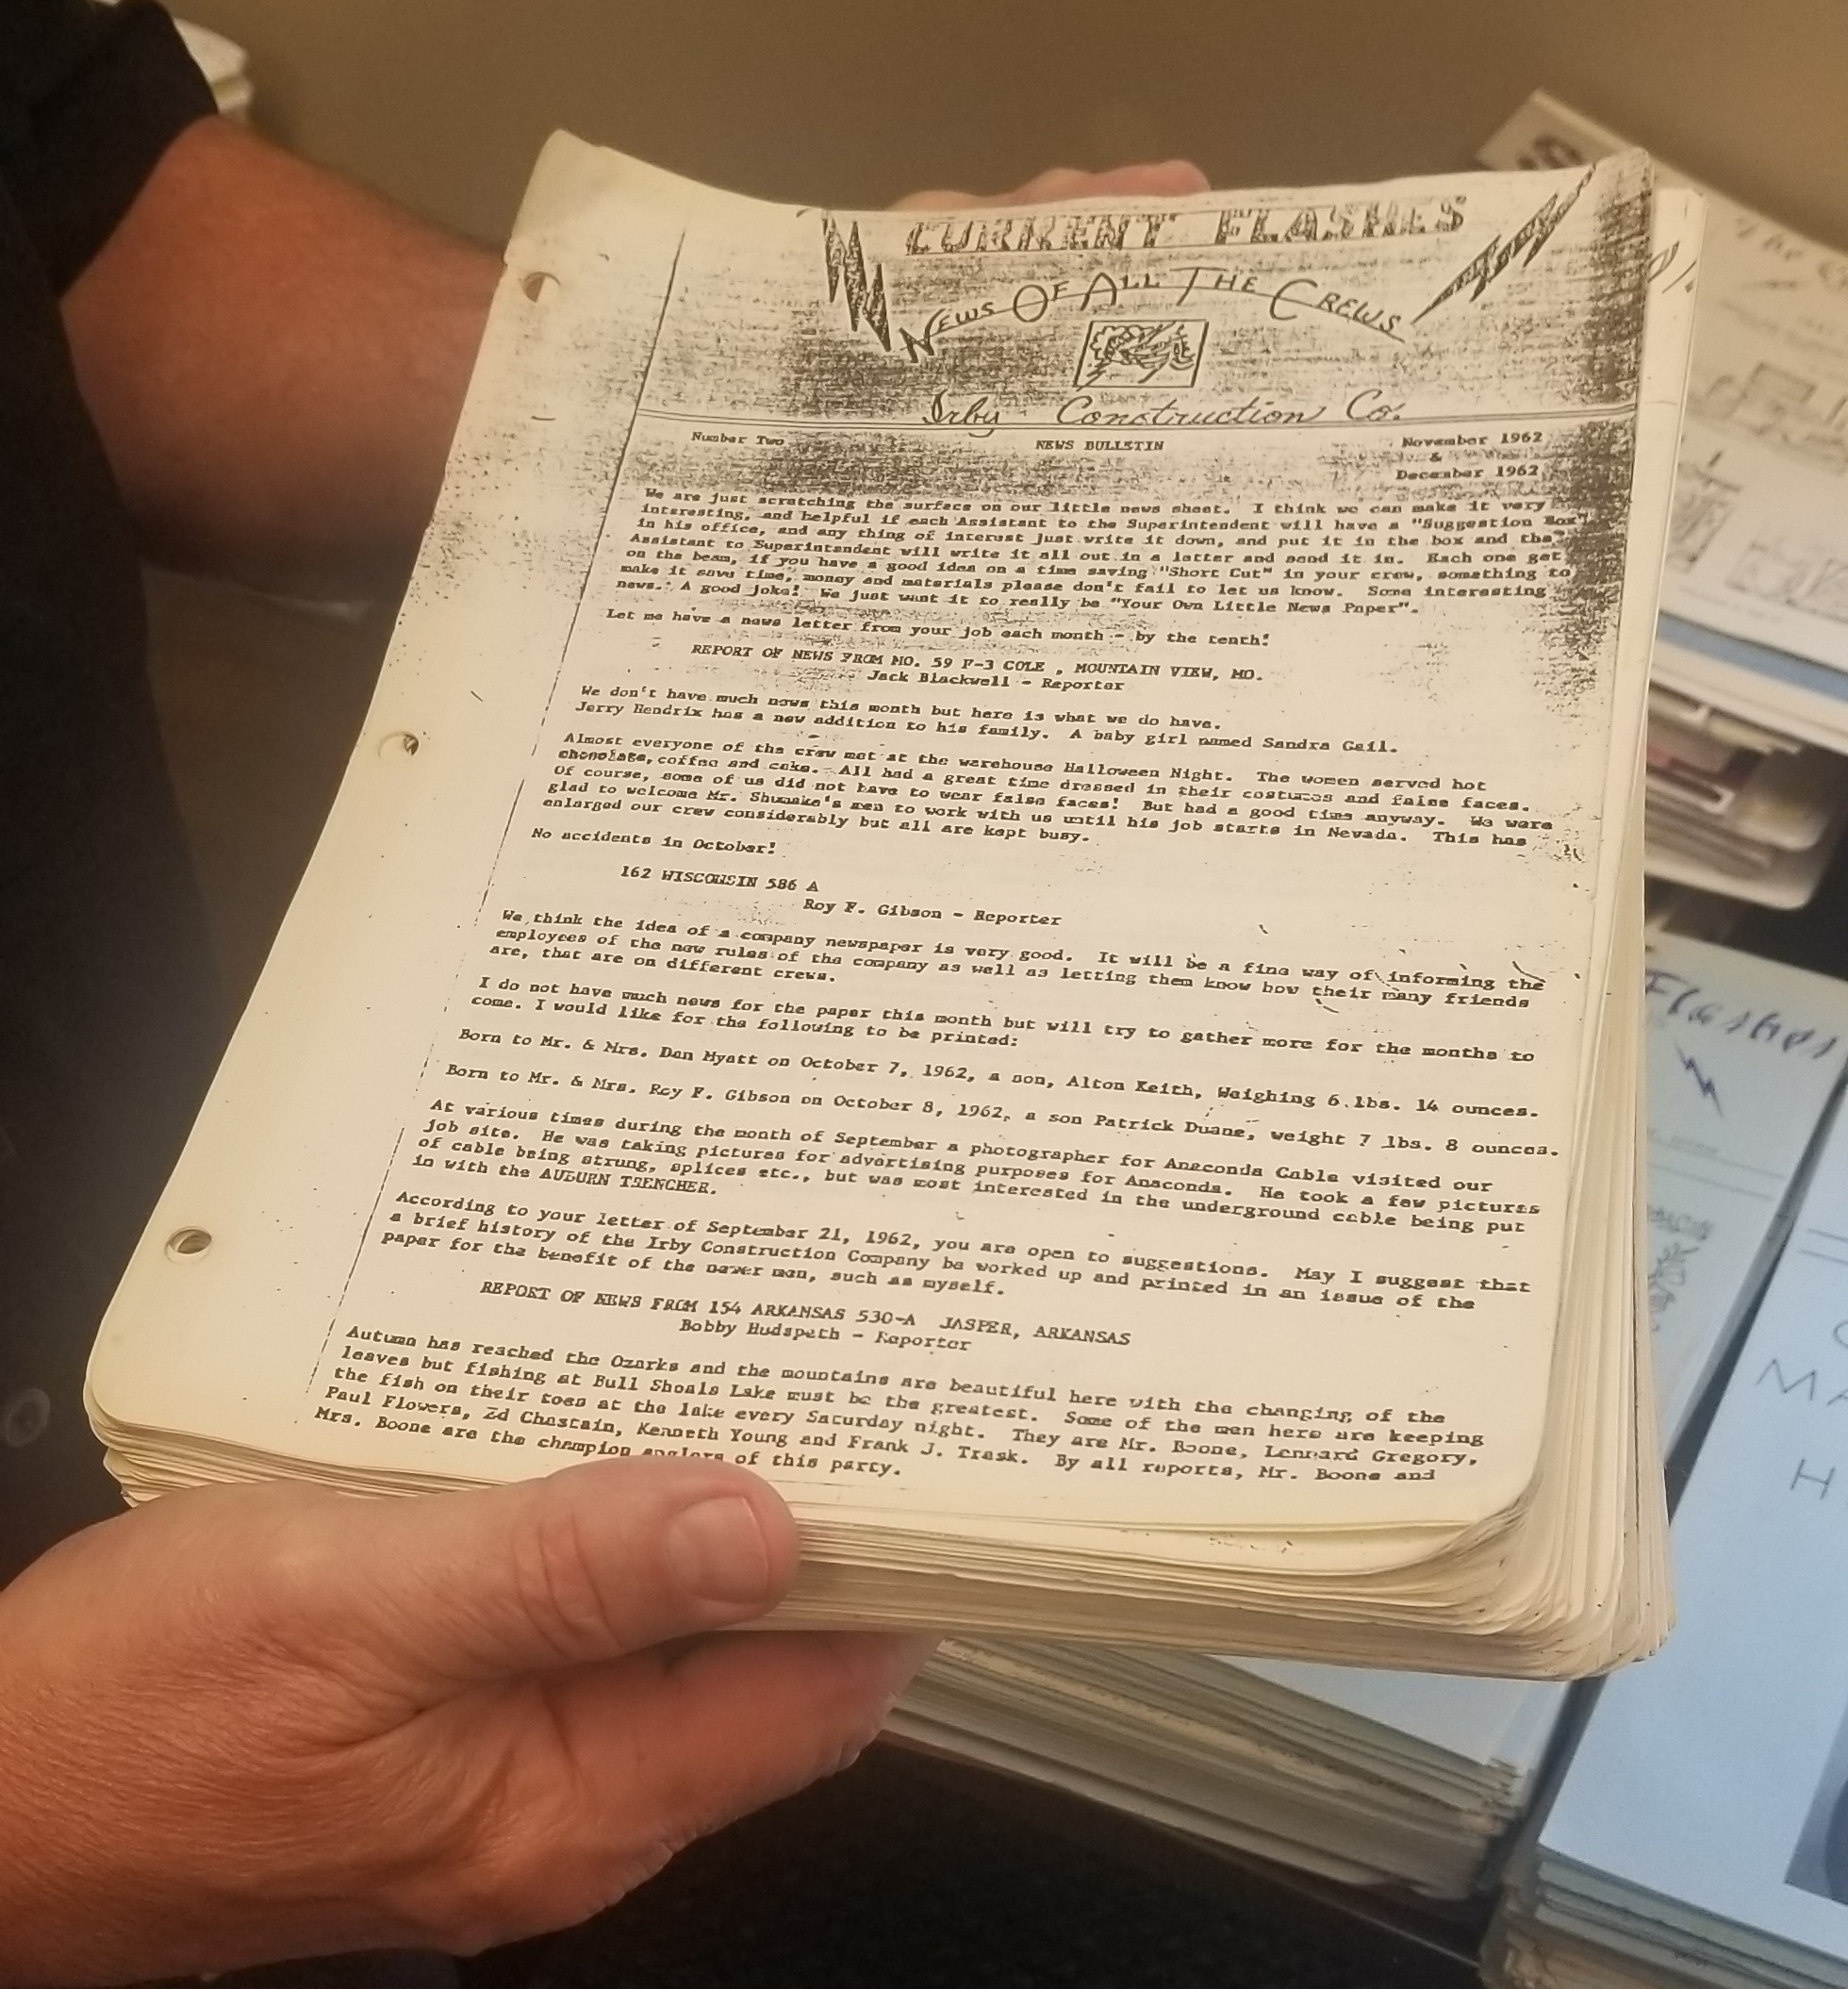 CURRENT FLASHES
NEWS OF ALL THE CREWS
Irby Construction Co.
Number Two NEWS BULLETIN November 1962
&
December 1962
We are just scratching the surface on our little news sheet. I think we can make it very
interesting, and helpful if each Assistant to the Superintendent will have a "Suggestion Box"
in his office, and any thing of interest just write it down, and put it in the box and the
Assistant to Superintendent will write it all out in a letter and send it in. Each one get
on the beam, if you have a good idea on a time saving "Short Cut" in your crew, something to
make it save time, money and materials please don't fail to let us know. Some interesting
news. A good joke! We just want it to really be "Your Own Little News Paper".
Let me have a news letter from your job each month - by the tenth!
REPORT OF NEWS FROM MO. 59 F-3 COLE , MOUNTAIN VIEW, MO.
Jack Blackwell - Reporter
We don't have much news this month but here is what we do have.
Jerry Hendrix has a new addition to his family. A baby girl named Sandra Gail.
Almost everyone of the crew met at the warehouse Halloween Night. The women served hot
chocolate, coffee and cake. All had a great time dressed in their costumes and false faces.
Of course, some of us did not have to wear false faces! But had a good time anyway. We were
glad to welcome Mr. Shumake's men to work with us until his job starts in Nevada. This has
enlarged our crew considerably but all are kept busy.
No accidents in October!
162 WISCONSIN 586 A
Roy F. Gibson - Reporter
We think the idea of a company newspaper is very good. It will be a fine way of informing the
employees of the new rules of the company as well as letting them know how their many friends
are, that are on different crews.
I do not have much news for the paper this month but will try to gather more for the months to
come. I would like for the following to be printed:
Born to Mr. & Mrs. Dan Myatt on October 7, 1962, a son, Alton Keith, Weighing 6 lbs. 14 ounces.
Born to Mr. & Mrs. Roy F. Gibson on October 8, 1962, a son Patrick Duane, weight 7 lbs. 8 ounces.
At various times during the month of September a photographer for Anaconda Cable visited our
job site. He was taking pictures for advertising purposes for Anaconda. He took a few pictures
of cable being strung, splices etc., but was most interested in the underground cable being put
in with the AUBURN TRENCHER.
According to your letter of September 21, 1962, you are open to suggestions. May I suggest that
a brief history of the Irby Construction Company be worked up and printed in an issue of the
paper for the benefit of the newer men, such as myself.
REPORT OF NEWS FROM 154 ARKANSAS 530-A JASPER, ARKANSAS
Bobby Hudspeth - Reporter
Autumn has reached the Ozarks and the mountains are beautiful here with the changing of the
leaves but fishing at Bull Shoals Lake must be the greatest. Some of the men here are keeping
the fish on their toes at the lake every Saturday night. They are Mr. Boone, Lennard Gregory,
Paul Flowers, Ed Chastain, Kenneth Young and Frank J. Trask. By all reports, Mr. Boone and
Mrs. Boone are the champion anglers of this party.
The
Flashes
MA
H